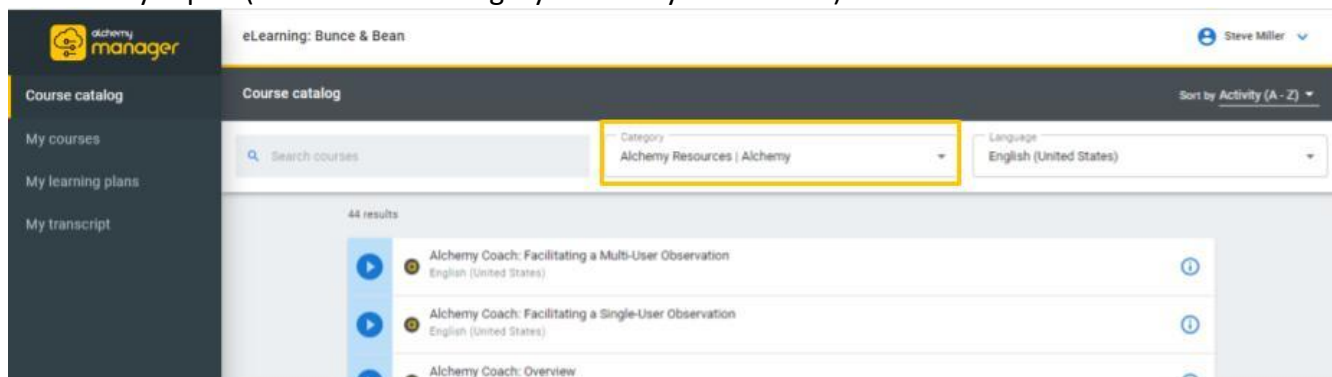 alchemy
manager
eLearning: Bunce & Bean
Steve Miller
Course catalog
Course catalog
Sort by Activity (A - Z)
My courses
My learning plans
My transcript
Search courses
Category
Alchemy Resources | Alchemy
Language
English (United States)
44 results
Alchemy Coach: Facilitating a Multi-User Observation
English (United States)
Alchemy Coach: Facilitating a Single-User Observation
English (United States)
Alchemy Coach: Overview